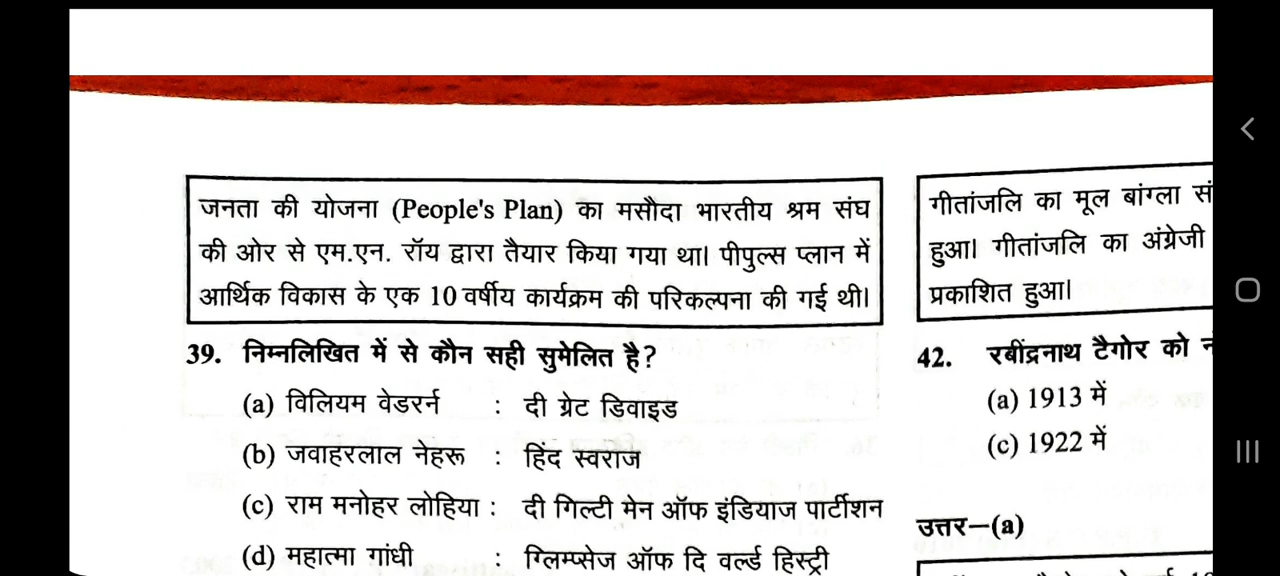 जनता की योजना (People's Plan) का मसौदा भारतीय श्रम संघ
की ओर से एम.एन. रॉय द्वारा तैयार किया गया था। पीपुल्स प्लान में
आर्थिक विकास के एक 10 वर्षीय कार्यक्रम की परिकल्पना की गई थी।
39. निम्नलिखित में से कौन सही सुमेलित है?
(a) विलियम वेडरर्न : दी ग्रेट डिवाइड
(b) जवाहरलाल नेहरू : हिंद स्वराज
(c) राम मनोहर लोहिया : दी गिल्टी मेन ऑफ इंडियाज पार्टीशन
(d) महात्मा गांधी : ग्लिम्प्सेज ऑफ दि वर्ल्ड हिस्ट्री
गीतांजलि का मूल बांग्ला
हुआ। गीतांजलि का अंग्रेजी
प्रकाशित हुआ।
42. रबींद्रनाथ टैगोर को
(a) 1913 में
(c) 1922 में
उत्तर–(a)